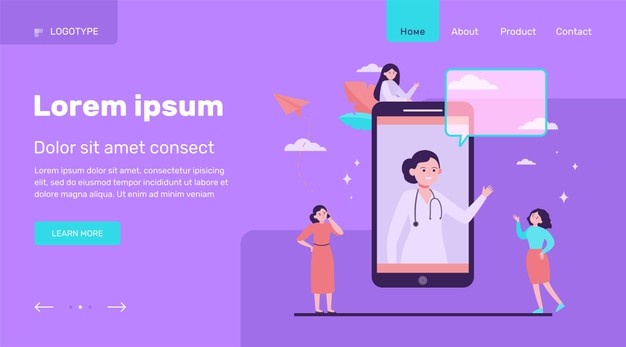 LOGOTYPE
Home About Product Contact
Lorem ipsum
Dolor sit amet consect
Lorem ipsum dolor sit amet, consectetur adipiscing elit,
sed do eiusmod tempor incididunt ut labore et dolore
magna aliqua. Ut enim ad minim veniam
LEARN MORE